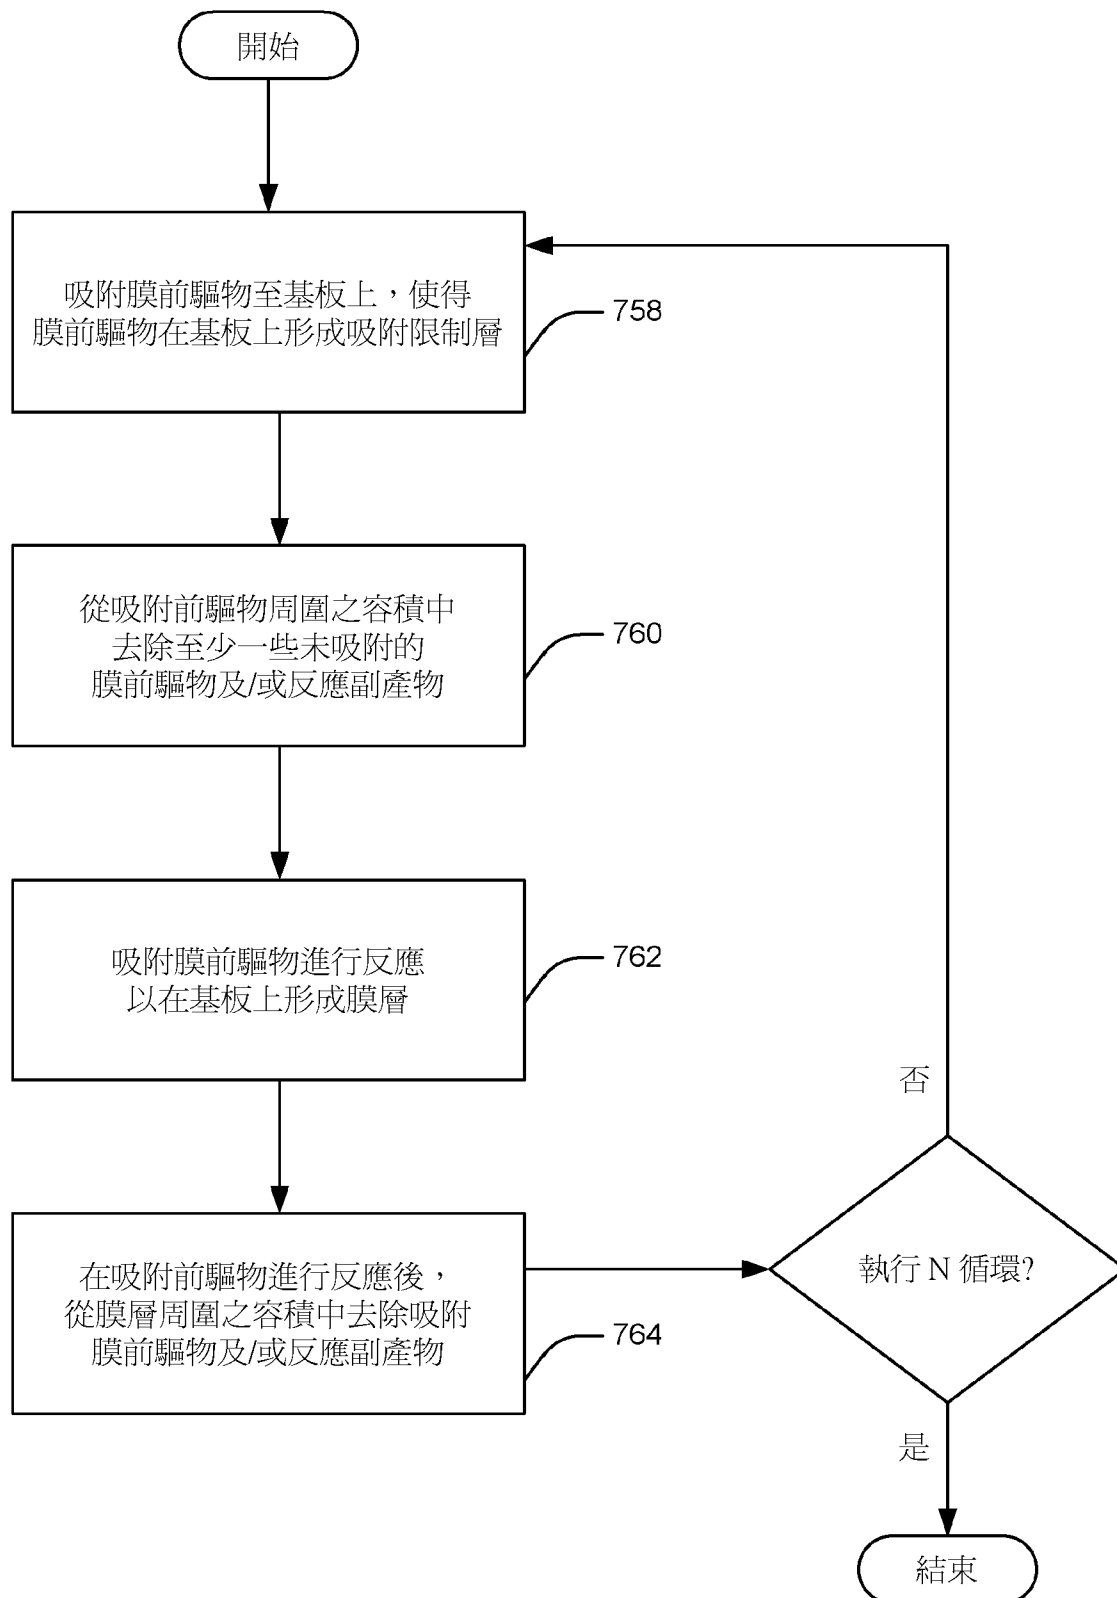 開始
吸附膜前驅物至基板上，使得
膜前驅物在基板上形成吸附限制層
758
從吸附前驅物周圍之容積中
去除至少一些未吸附的
膜前驅物及/或反應副產物
760
吸附膜前驅物進行反應
以在基板上形成膜層
762
在吸附前驅物進行反應後，
從膜層周圍之容積中去除吸附
膜前驅物及/或反應副產物
764
否
執行 N 循環?
是
結束